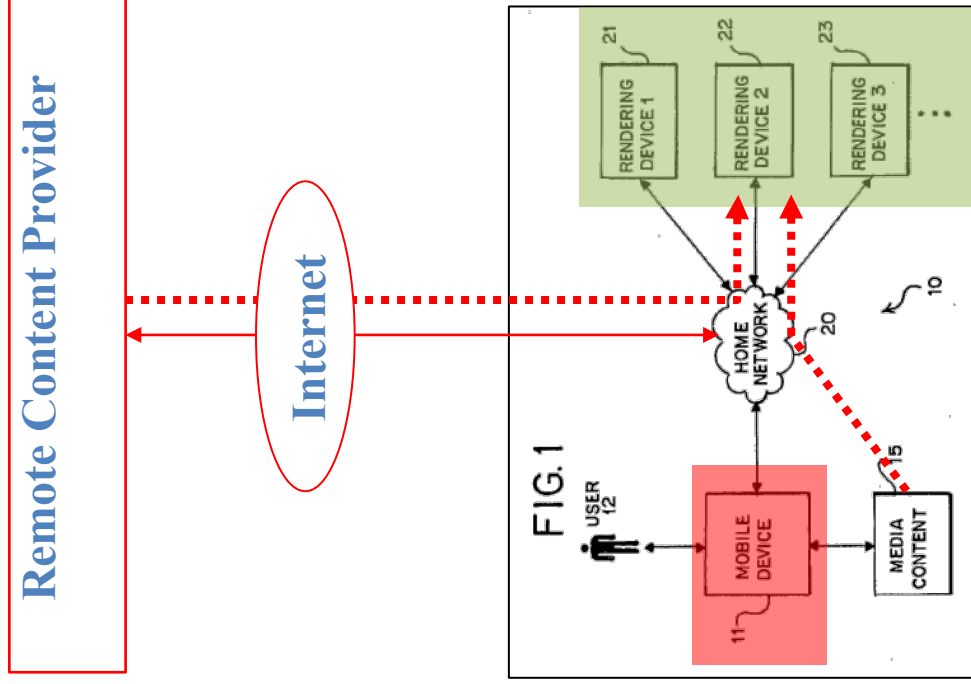 Remote Content Provider
Internet
FIG. 1
USER
12
11
MOBILE
DEVICE
MEDIA
CONTENT
15
HOME
NETWORK
20
10
RENDERING
DEVICE 1
21
RENDERING
DEVICE 2
22
RENDERING
DEVICE 3
23